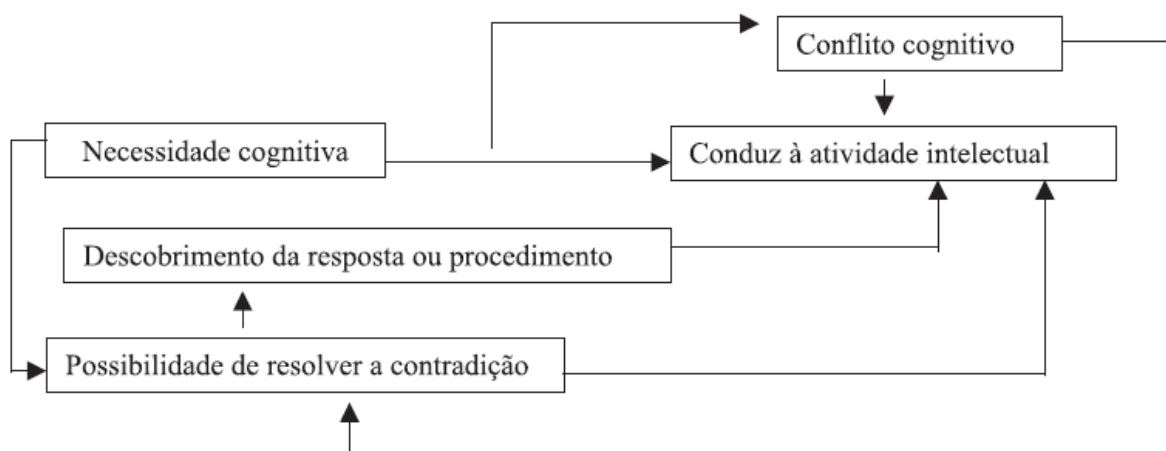 Conflito cognitivo
Necessidade cognitiva
Conduz à atividade intelectual
Descobrimento da resposta ou procedimento
Possibilidade de resolver a contradição